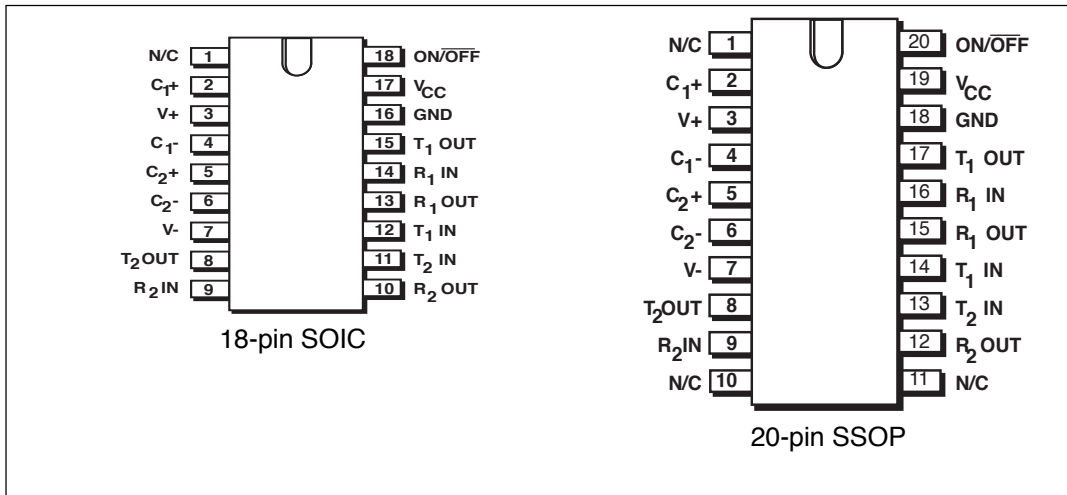 N/C 1 18 ON/O̅F̅F̅
C₁+ 2 17 V_CC
V+ 3 16 GND
C₁- 4 15 T₁ OUT
C₂+ 5 14 R₁ IN
C₂- 6 13 R₁ OUT
V- 7 12 T₁ IN
T₂OUT 8 11 T₂ IN
R₂IN 9 10 R₂ OUT
18-pin SOIC
N/C 1 20 ON/O̅F̅F̅
C₁+ 2 19 V_CC
V+ 3 18 GND
C₁- 4 17 T₁ OUT
C₂+ 5 16 R₁ IN
C₂- 6 15 R₁ OUT
V- 7 14 T₁ IN
T₂OUT 8 13 T₂ IN
R₂IN 9 12 R₂ OUT
N/C 10 11 N/C
20-pin SSOP